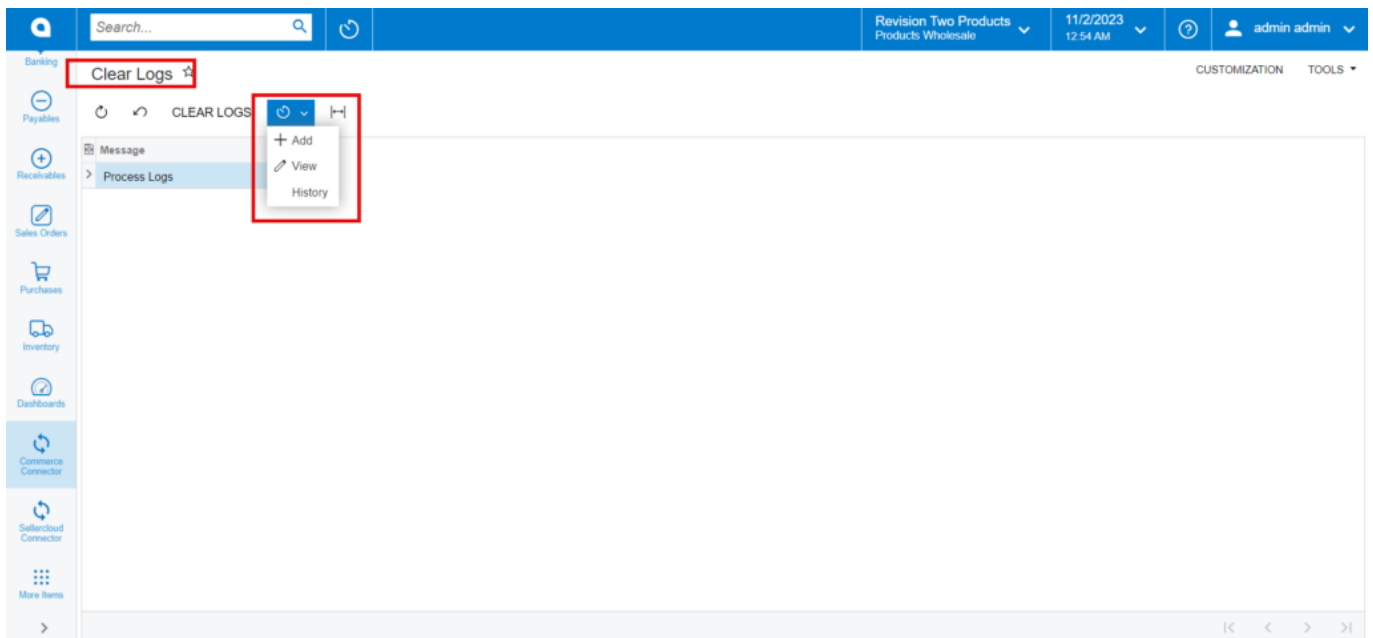 Search...
Revision Two Products
Products Wholesale
11/2/2023
12:54 AM
admin admin
Banking
Clear Logs
CUSTOMIZATION
TOOLS
Payables
CLEAR LOGS
Add
Message
Receivables
View
Process Logs
History
Sales Orders
Purchases
Inventory
Dashboards
Commerce
Connector
Sellercloud
Connector
More Items